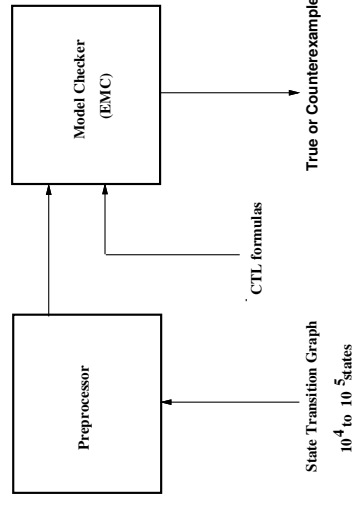 Preprocessor
Model Checker
(EMC)
CTL formulas
State Transition Graph
10^4 to 10^5 states
True or Counterexample